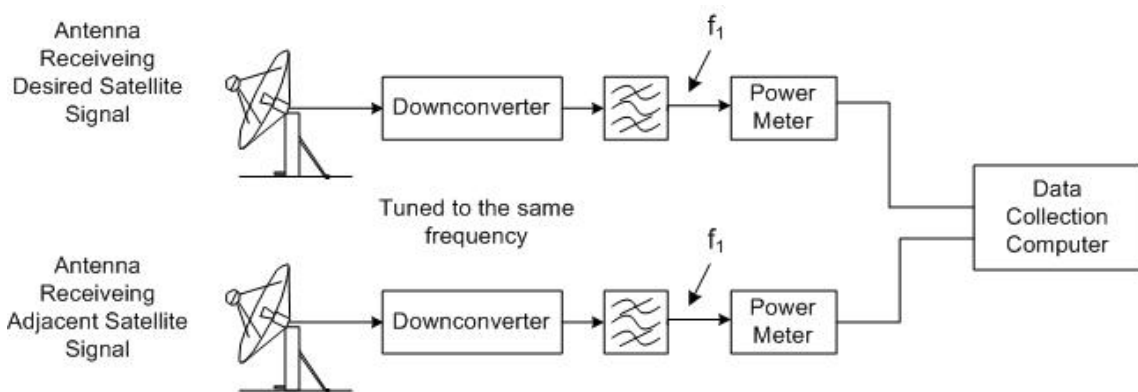 Antenna
Receiveing
Desired Satellite
Signal
Downconverter
f1
Power
Meter
Data
Collection
Computer
Tuned to the same
frequency
Antenna
Receiveing
Adjacent Satellite
Signal
Downconverter
f1
Power
Meter